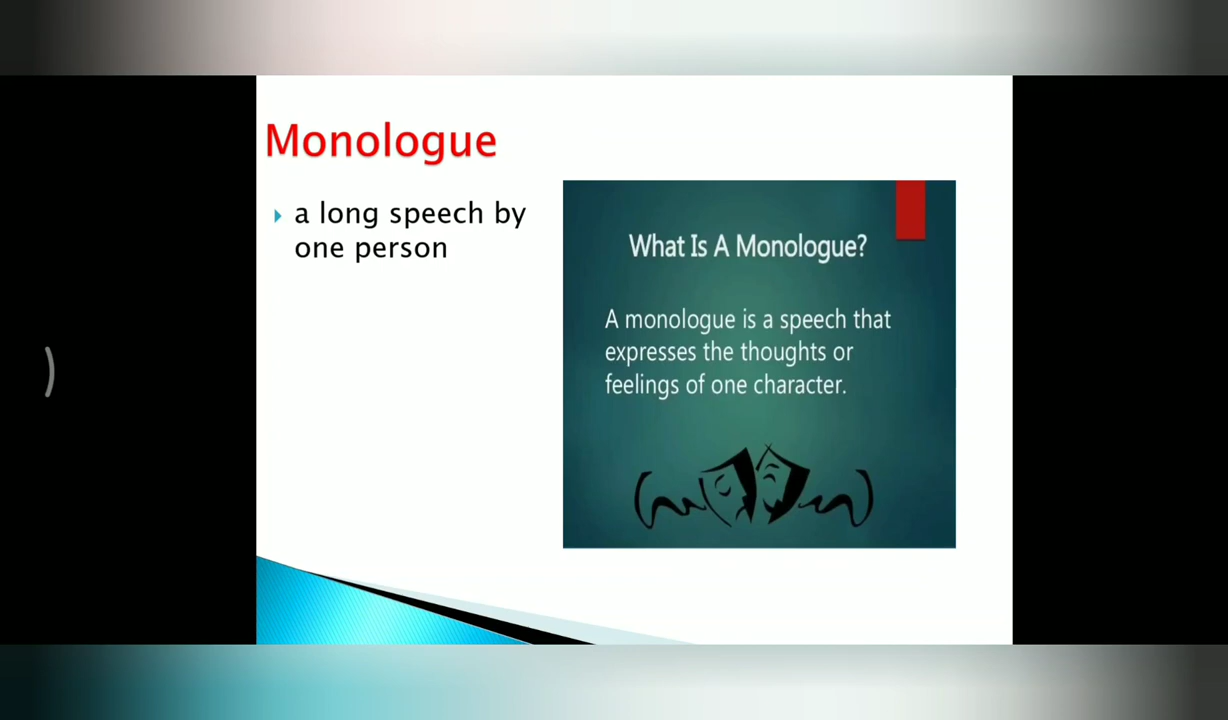 Monologue
a long speech by
one person
What Is A Monologue?
A monologue is a speech that
expresses the thoughts or
feelings of one character.